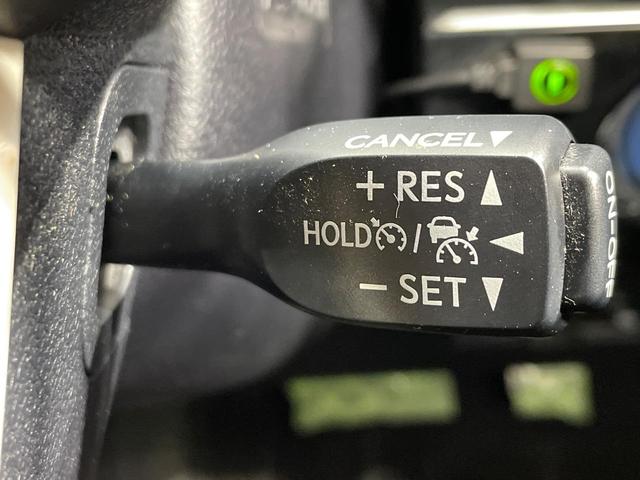 CANCEL▼
+ RES ▲
HOLD / ◀
− SET ▼
ON-OFF